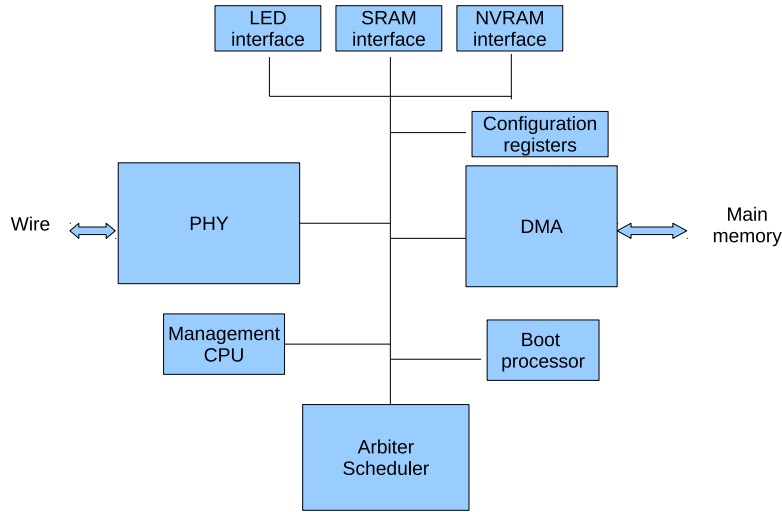 LED
interface
SRAM
interface
NVRAM
interface
Configuration
registers
Wire
PHY
DMA
Main
memory
Management
CPU
Boot
processor
Arbiter
Scheduler